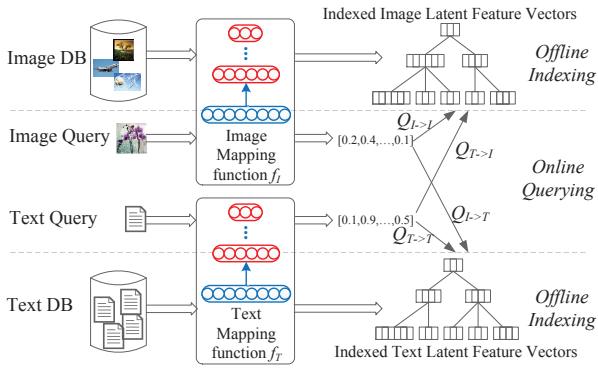 Indexed Image Latent Feature Vectors
Image DB
Offline
Indexing
Image Query
Image
Mapping
function f_I
[0.2,0.4,...,0.1]
Q_{I->I}
Q_{T->I}
Online
Querying
Text Query
[0.1,0.9,...,0.5]
Q_{I->T}
Q_{T->T}
Text DB
Text
Mapping
function f_T
Offline
Indexing
Indexed Text Latent Feature Vectors